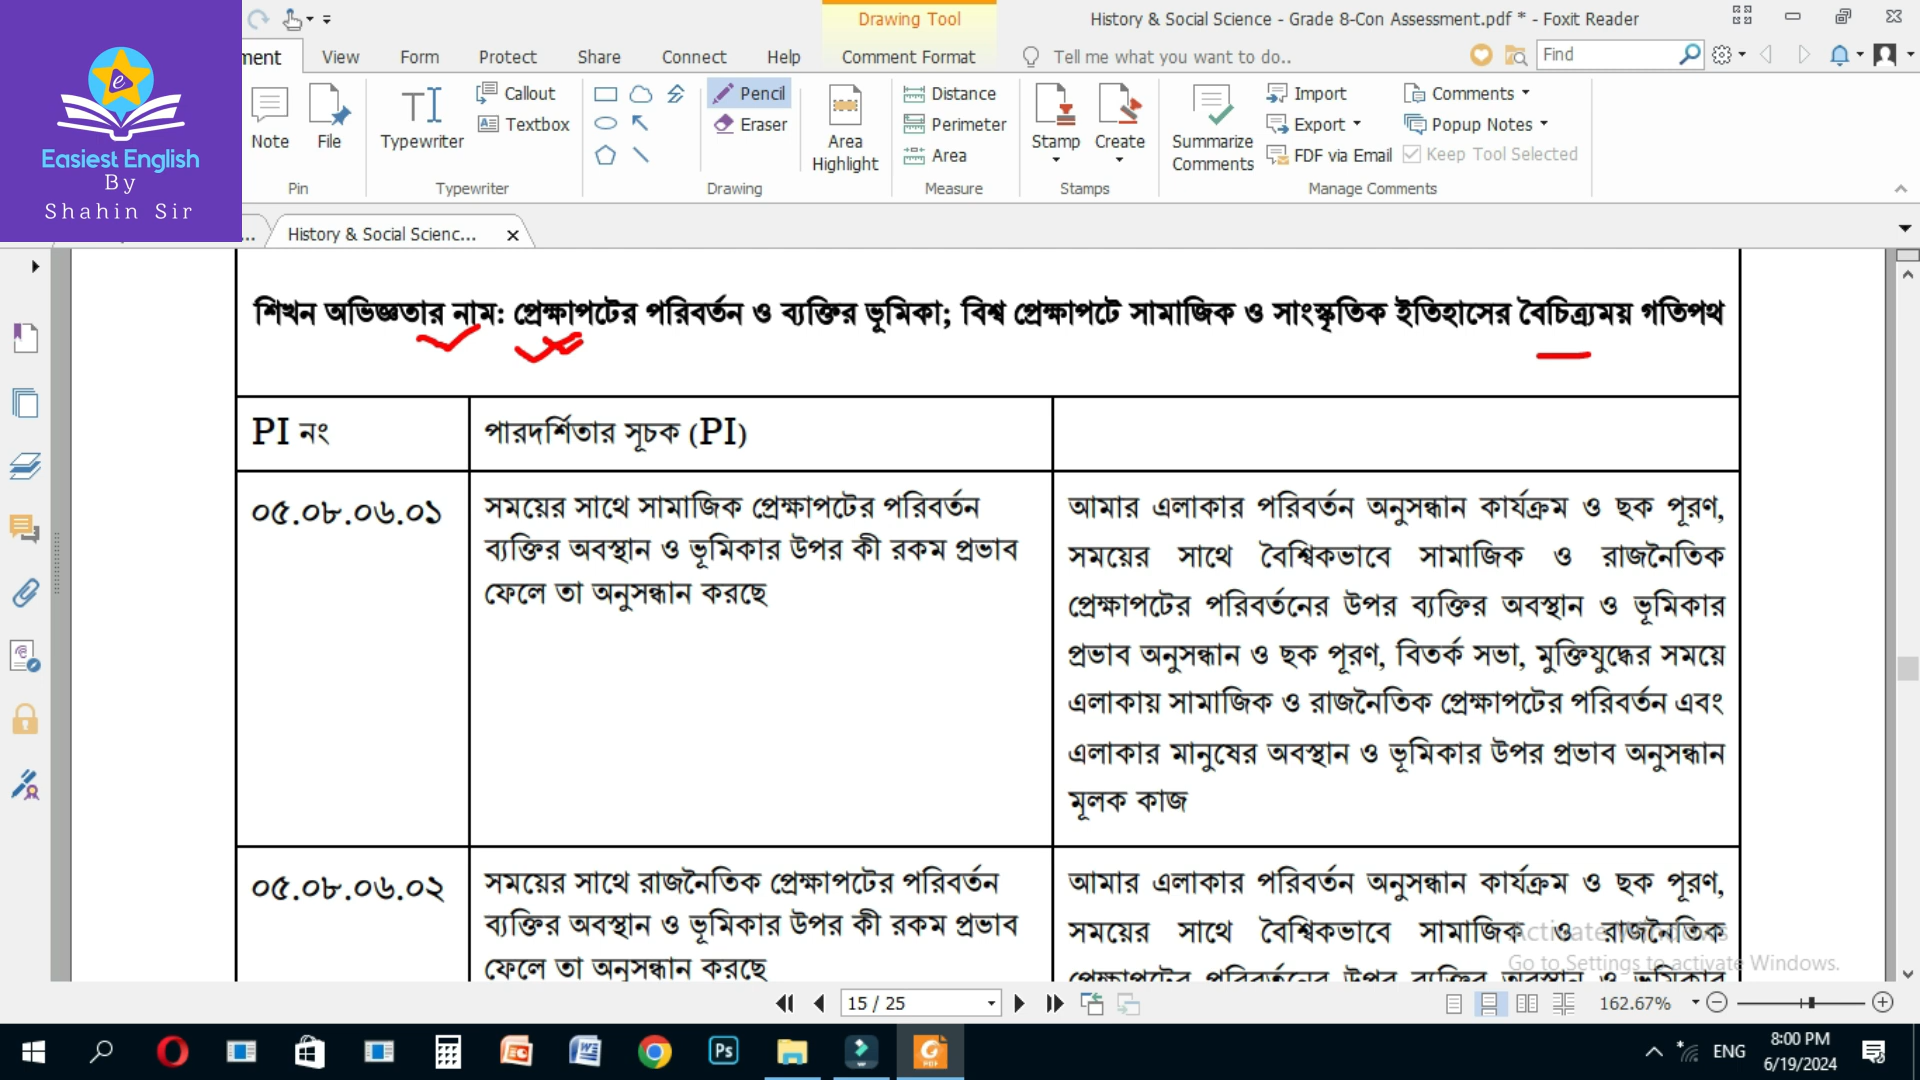 Drawing Tool
History & Social Science - Grade 8-Con Assessment.pdf * - Foxit Reader
ment View Form Protect Share Connect Help Comment Format Tell me what you want to do.. Find
Note File Typewriter Callout Textbox Pencil Eraser Area Highlight Distance Perimeter Area Stamp Create Summarize Comments Import Export FDF via Email Comments Popup Notes Keep Tool Selected
Pin Typewriter Drawing Measure Stamps Manage Comments
e
Easiest English
By
Shahin Sir
... History & Social Scienc...
শিখন অভিজ্ঞতার নাম: প্রেক্ষাপটের পরিবর্তন ও ব্যক্তির ভূমিকা; বিশ্ব প্রেক্ষাপটে সামাজিক ও সাংস্কৃতিক ইতিহাসের বৈচিত্র্যময় গতিপথ
PI নং
পারদর্শিতার সূচক (PI)
০৫.০৮.০৬.০১
সময়ের সাথে সামাজিক প্রেক্ষাপটের পরিবর্তন
ব্যক্তির অবস্থান ও ভূমিকার উপর কী রকম প্রভাব
ফেলে তা অনুসন্ধান করছে
আমার এলাকার পরিবর্তন অনুসন্ধান কার্যক্রম ও ছক পূরণ,
সময়ের সাথে বৈশ্বিকভাবে সামাজিক ও রাজনৈতিক
প্রেক্ষাপটের পরিবর্তনের উপর ব্যক্তির অবস্থান ও ভূমিকার
প্রভাব অনুসন্ধান ও ছক পূরণ, বিতর্ক সভা, মুক্তিযুদ্ধের সময়ে
এলাকায় সামাজিক ও রাজনৈতিক প্রেক্ষাপটের পরিবর্তন এবং
এলাকার মানুষের অবস্থান ও ভূমিকার উপর প্রভাব অনুসন্ধান
মূলক কাজ
০৫.০৮.০৬.০২
সময়ের সাথে রাজনৈতিক প্রেক্ষাপটের পরিবর্তন
ব্যক্তির অবস্থান ও ভূমিকার উপর কী রকম প্রভাব
ফেলে তা অনুসন্ধান করছে
আমার এলাকার পরিবর্তন অনুসন্ধান কার্যক্রম ও ছক পূরণ,
সময়ের সাথে বৈশ্বিকভাবে সামাজিক ও রাজনৈতিক
প্রেক্ষাপটের পরিবর্তনের উপর ব্যক্তির অবস্থান ও ভূমিকার
Activate Windows
Go to Settings to activate Windows.
15 / 25
162.67%
Ps
ENG
8:00 PM
6/19/2024